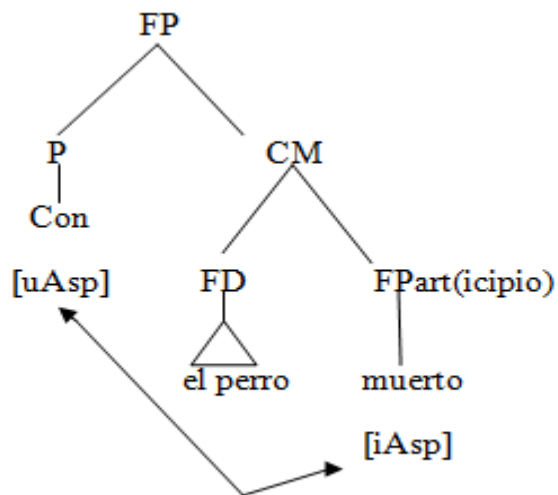 FP
P CM
Con
[uAsp] FD FPart(icipio)
el perro muerto
[iAsp]